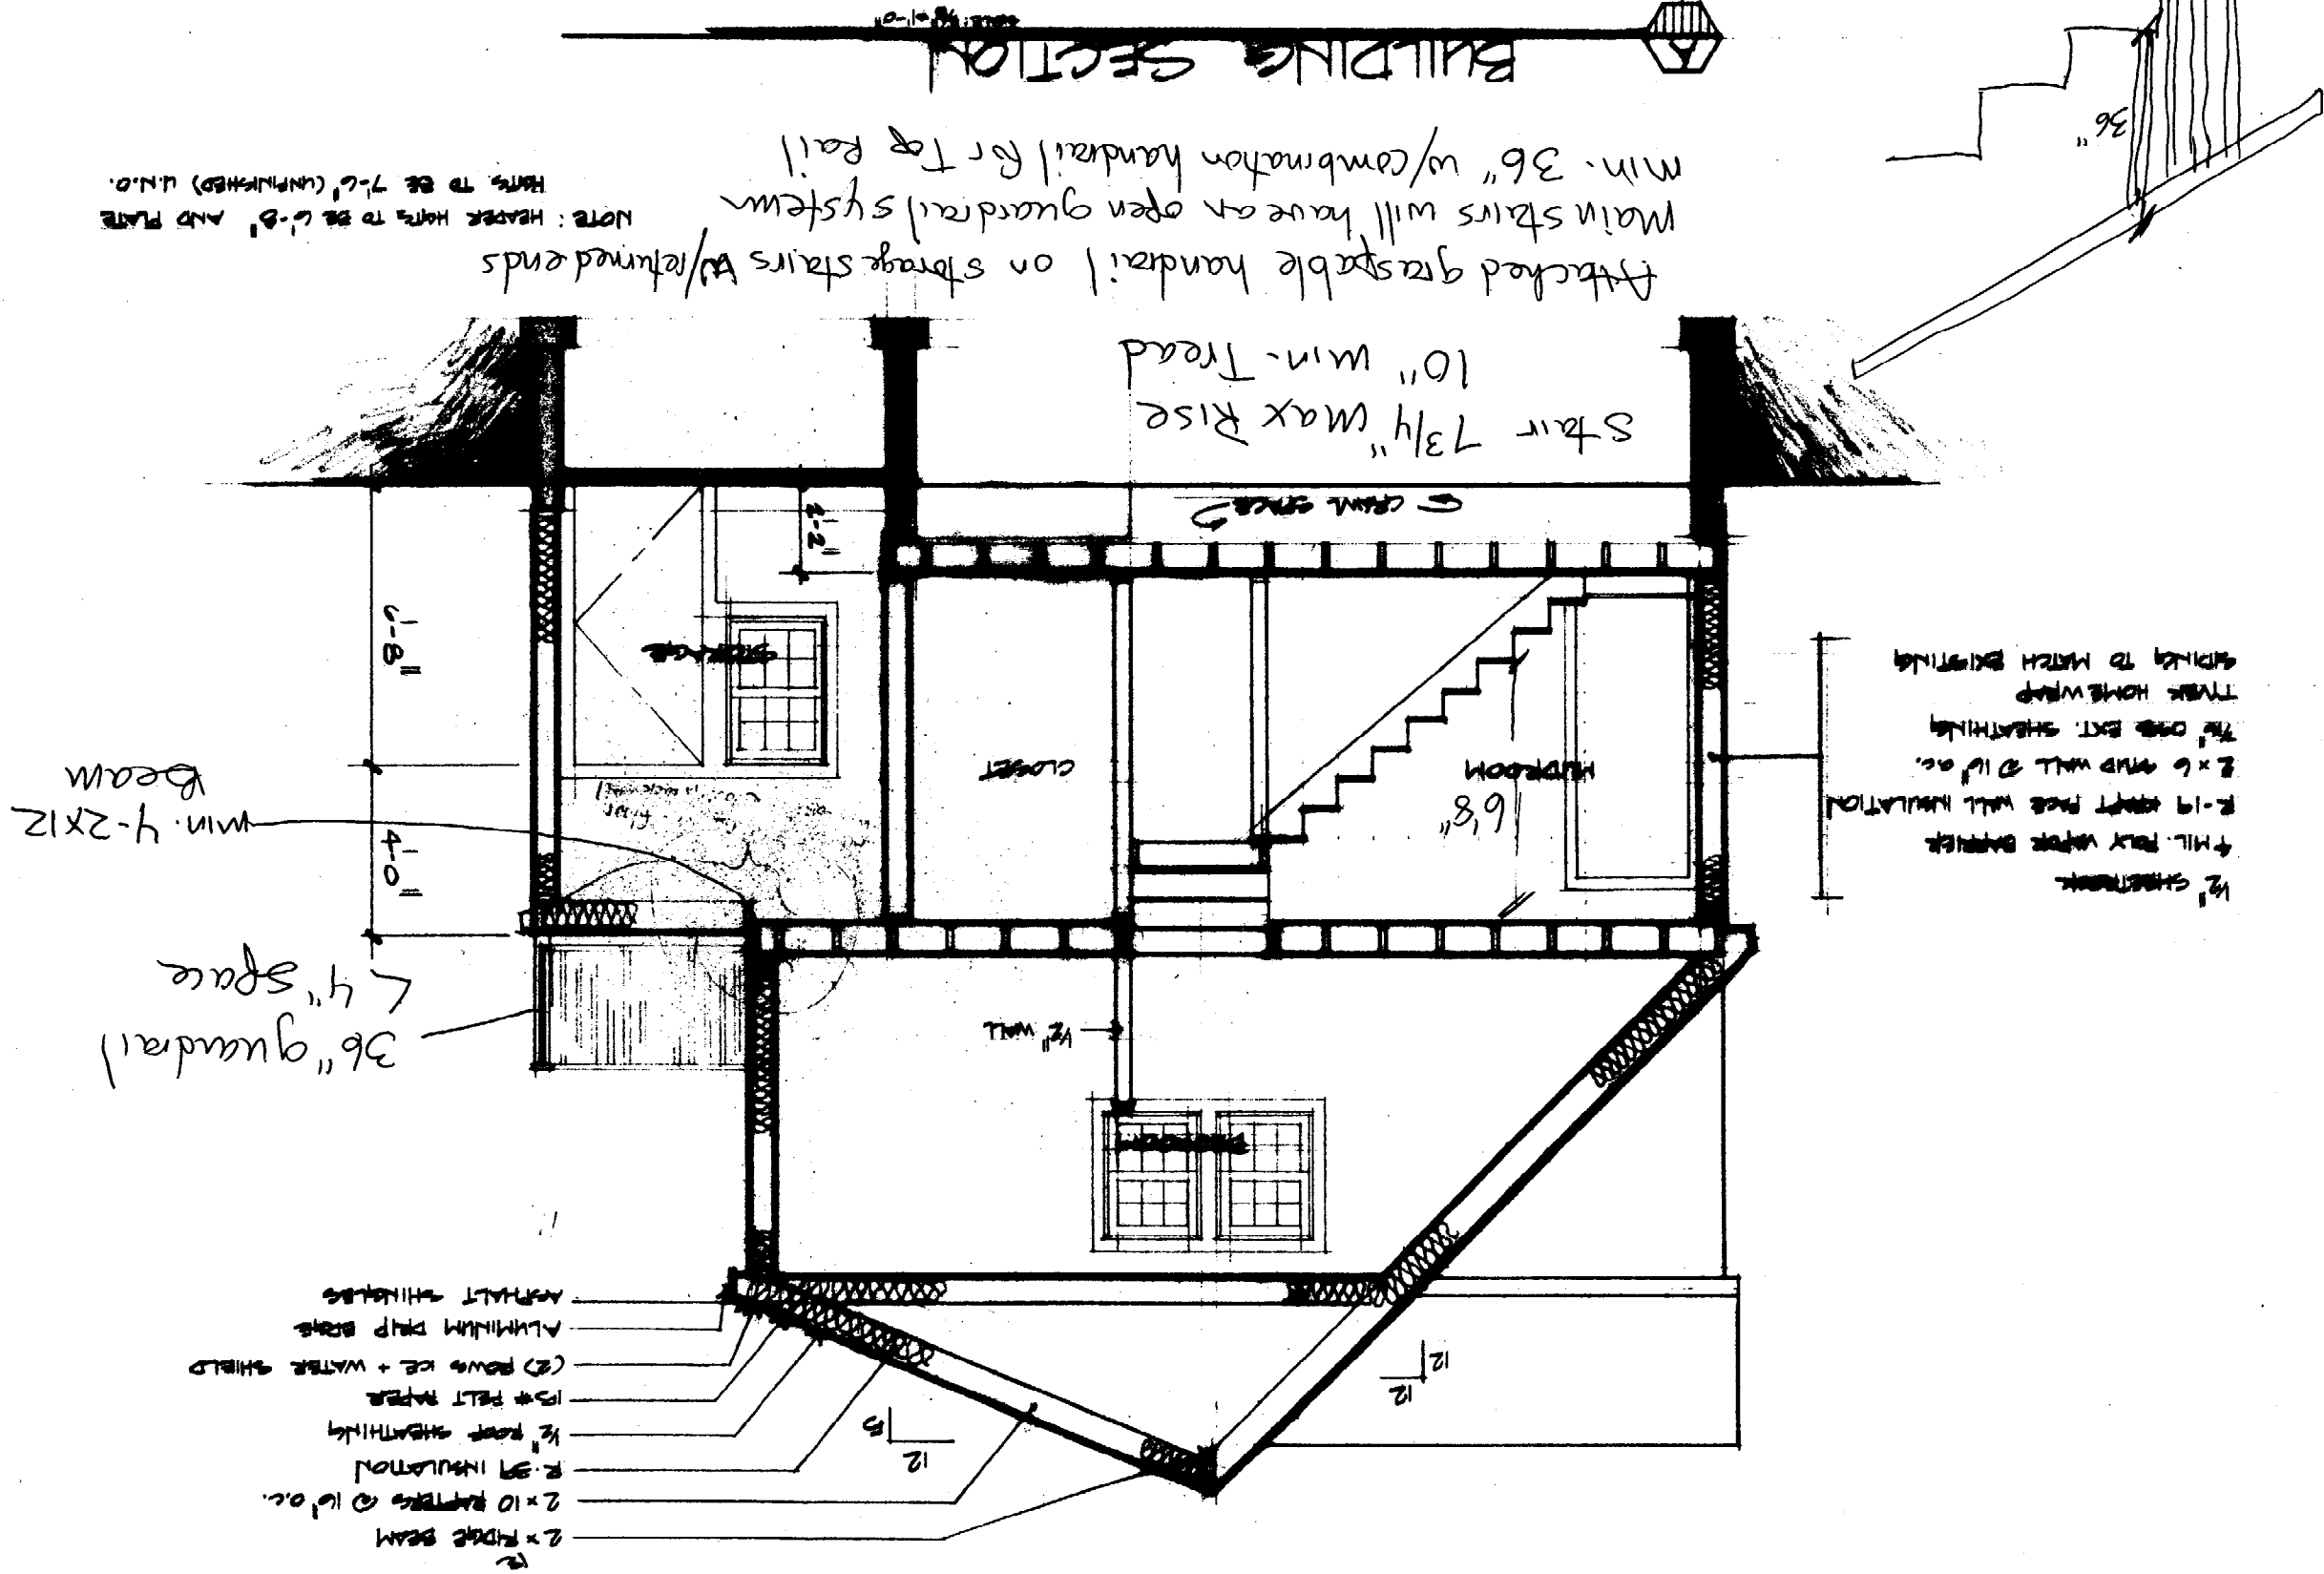 2 x 12 RIDGE BEAM
2 x 10 RAFTERS @ 16" o.c.
R-39 INSULATION
1/2" ROOF SHEATHING
15# FELT PAPER
(2) ROWS ICE + WATER SHIELD
ALUMINUM DRIP EDGE
ASPHALT SHINGLES
12
12
12
5
BEDROOM
1/2" WALL
36" guardrail
< 4" space
min. 4-2x12
Beam
1/2" SHEETROCK
4 MIL. POLY VAPOR BARRIER
R-19 KRAFT FACE WALL INSULATION
2 x 6 STUD WALL @ 16" o.c.
7/16" OSB EXT. SHEATHING
TYVEK HOMEWRAP
SIDING TO MATCH EXISTING
MUDROOM
6'8"
CLOSET
STORAGE
floor
4'-0"
6'-8"
2'-2"
CRAWL SPACE
Stair 7 3/4" Max Rise
10" min. Tread
Attached graspable handrail on storage stairs w/returned ends
Main stairs will have an open guardrail system
min. 36" w/combination handrail for Top Rail
36"
NOTE: HEADER HGTS TO BE 6'-8" AND PLATE
HGTS. TO BE 7'-6" (UNFINISHED) U.N.O.
A
BUILDING SECTION